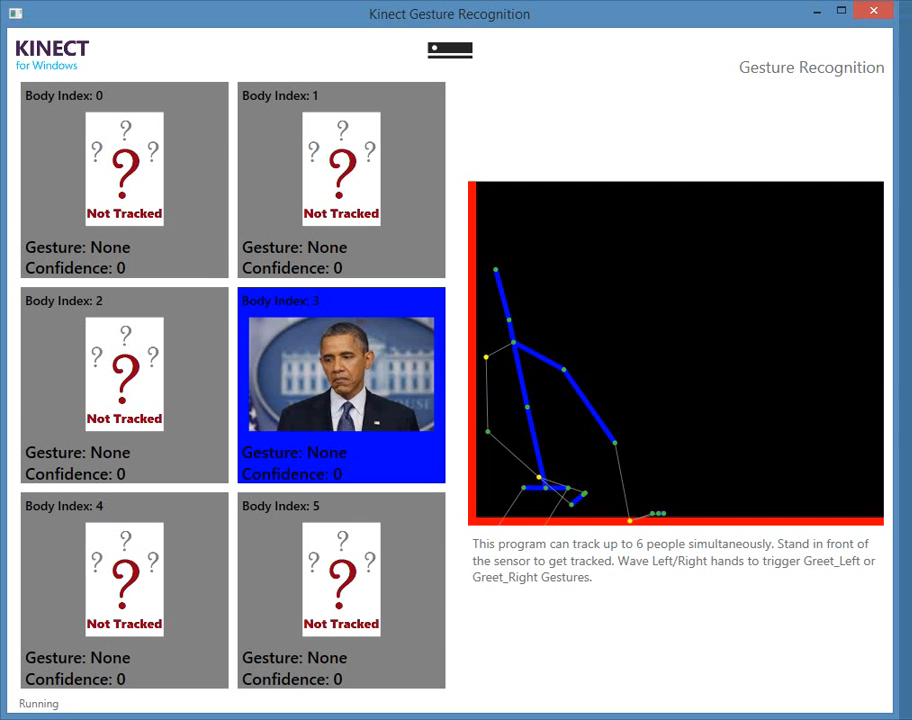 Kinect Gesture Recognition
KINECT
for Windows
Gesture Recognition
Body Index: 0
? ? ? ?
Not Tracked
Gesture: None
Confidence: 0
Body Index: 1
? ? ? ?
Not Tracked
Gesture: None
Confidence: 0
Body Index: 2
? ? ? ?
Not Tracked
Gesture: None
Confidence: 0
Body Index: 3
Gesture: None
Confidence: 0
Body Index: 4
? ? ? ?
Not Tracked
Gesture: None
Confidence: 0
Body Index: 5
? ? ? ?
Not Tracked
Gesture: None
Confidence: 0
This program can track up to 6 people simultaneously. Stand in front of
the sensor to get tracked. Wave Left/Right hands to trigger Greet_Left or
Greet_Right Gestures.
Running